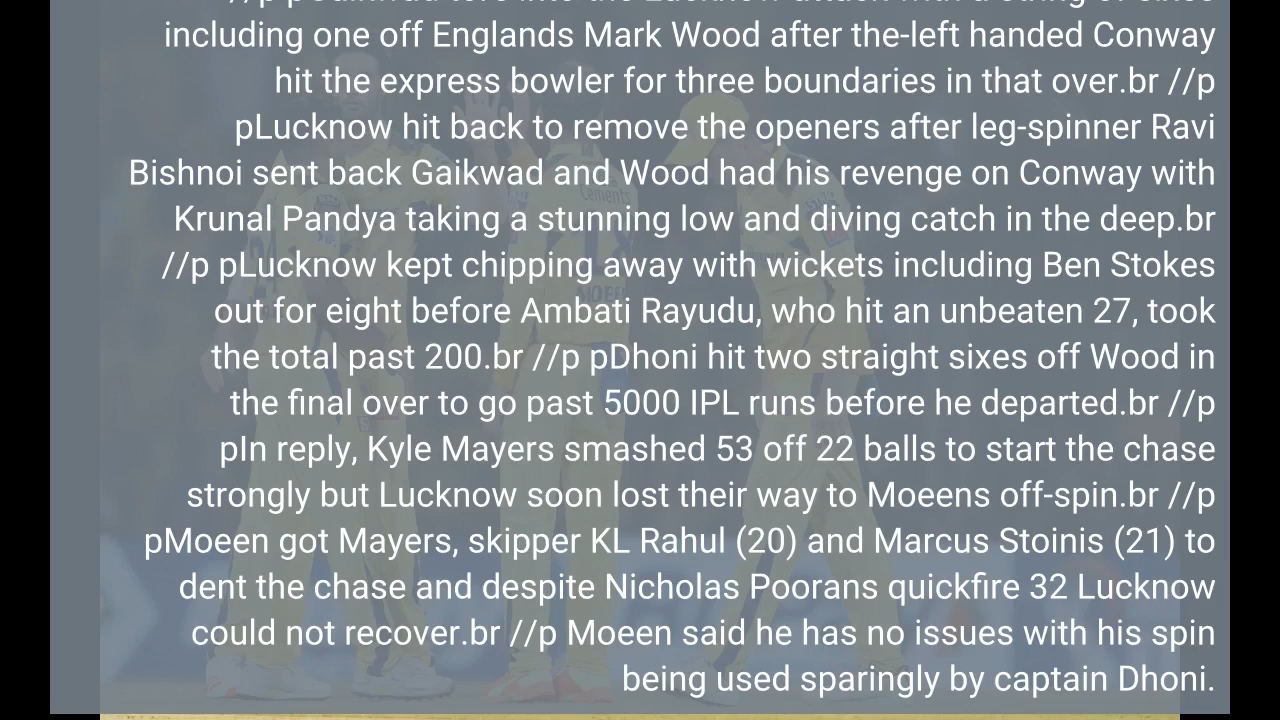 including one off Englands Mark Wood after the-left handed Conway
hit the express bowler for three boundaries in that over.br //p
pLucknow hit back to remove the openers after leg-spinner Ravi
Bishnoi sent back Gaikwad and Wood had his revenge on Conway with
Krunal Pandya taking a stunning low and diving catch in the deep.br
//p pLucknow kept chipping away with wickets including Ben Stokes
out for eight before Ambati Rayudu, who hit an unbeaten 27, took
the total past 200.br //p pDhoni hit two straight sixes off Wood in
the final over to go past 5000 IPL runs before he departed.br //p
pIn reply, Kyle Mayers smashed 53 off 22 balls to start the chase
strongly but Lucknow soon lost their way to Moeens off-spin.br //p
pMoeen got Mayers, skipper KL Rahul (20) and Marcus Stoinis (21) to
dent the chase and despite Nicholas Poorans quickfire 32 Lucknow
could not recover.br //p Moeen said he has no issues with his spin
being used sparingly by captain Dhoni.
Cements